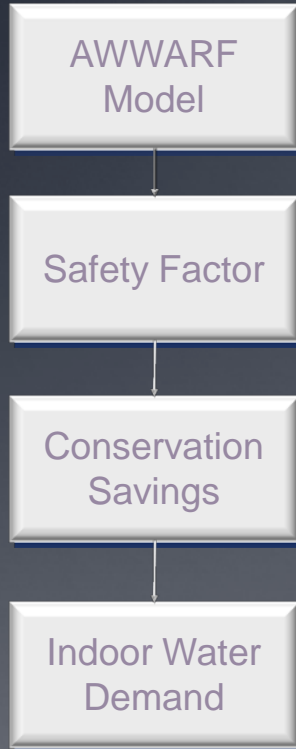 AWWARF
Model
Safety Factor
Conservation
Savings
Indoor Water
Demand